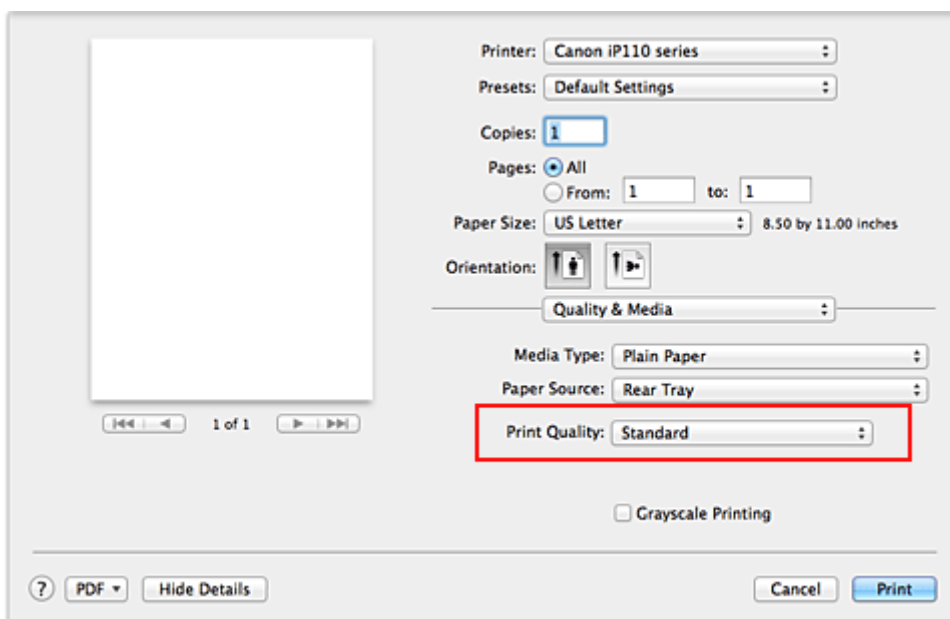 Printer: Canon iP110 series
Presets: Default Settings
Copies: 1
Pages: All
From: 1 to: 1
Paper Size: US Letter 8.50 by 11.00 inches
Orientation:
Quality & Media
Media Type: Plain Paper
Paper Source: Rear Tray
1 of 1
Print Quality: Standard
Grayscale Printing
? PDF Hide Details Cancel Print